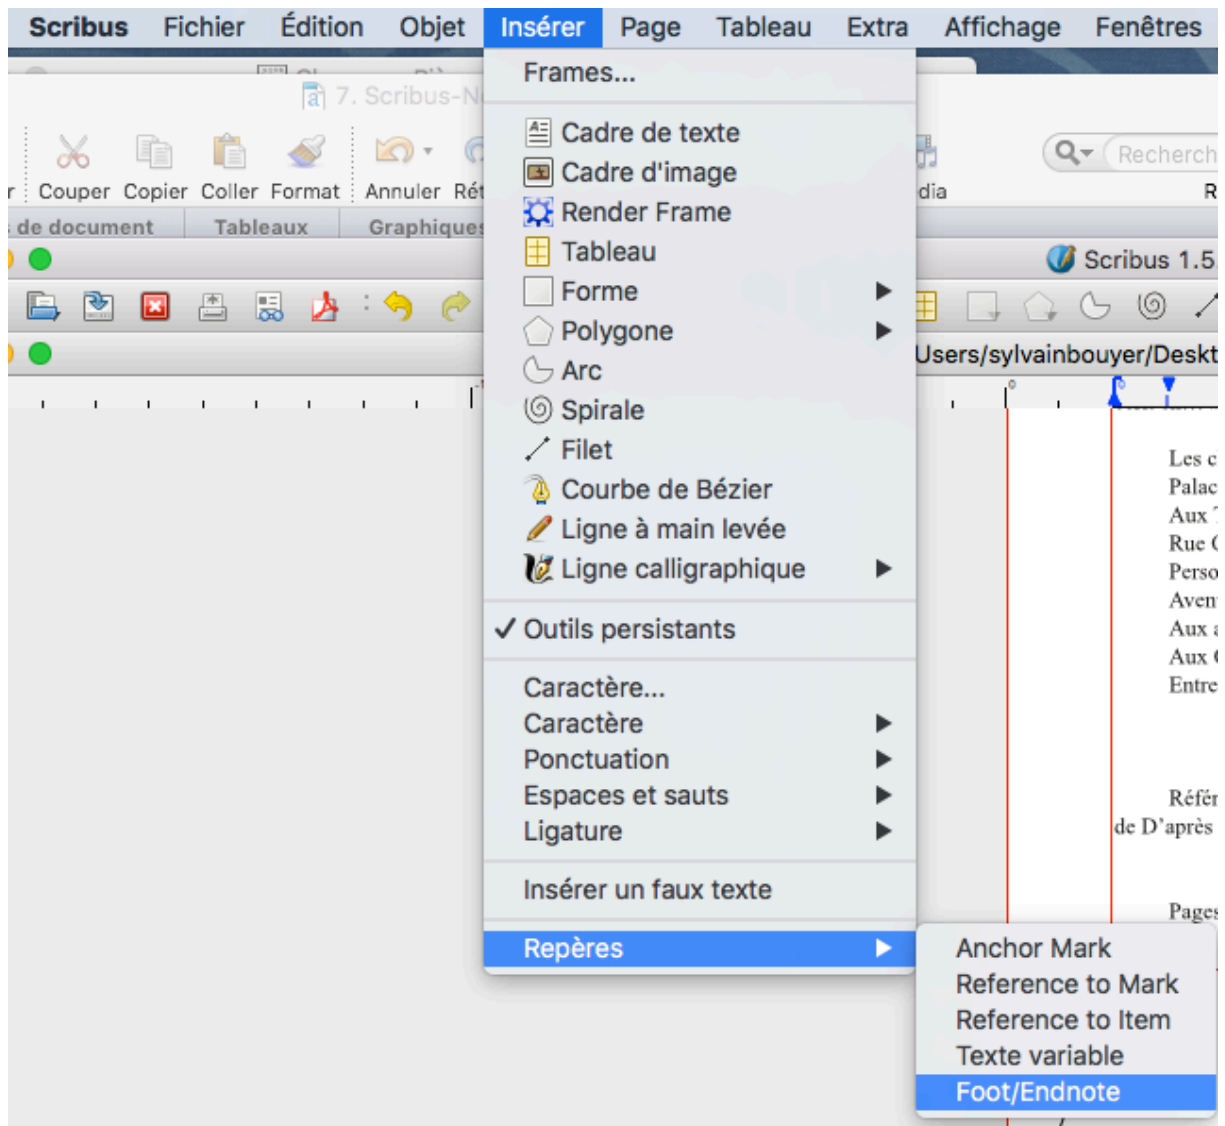 Scribus Fichier Édition Objet Insérer Page Tableau Extra Affichage Fenêtres
7. Scribus-N
Couper Copier Coller Format Annuler Rét
dia
Recherch
R
de document Tableaux Graphiques
Scribus 1.5.
Users/sylvainbouyer/Deskt
Frames...
Cadre de texte
Cadre d'image
Render Frame
Tableau
Forme
Polygone
Arc
Spirale
Filet
Courbe de Bézier
Ligne à main levée
Ligne calligraphique
Outils persistants
Caractère...
Caractère
Ponctuation
Espaces et sauts
Ligature
Insérer un faux texte
Repères
Anchor Mark
Reference to Mark
Reference to Item
Texte variable
Foot/Endnote
Les c
Palac
Aux
Rue
Perso
Aven
Aux a
Aux
Entre
Référ
de D'après
Pages